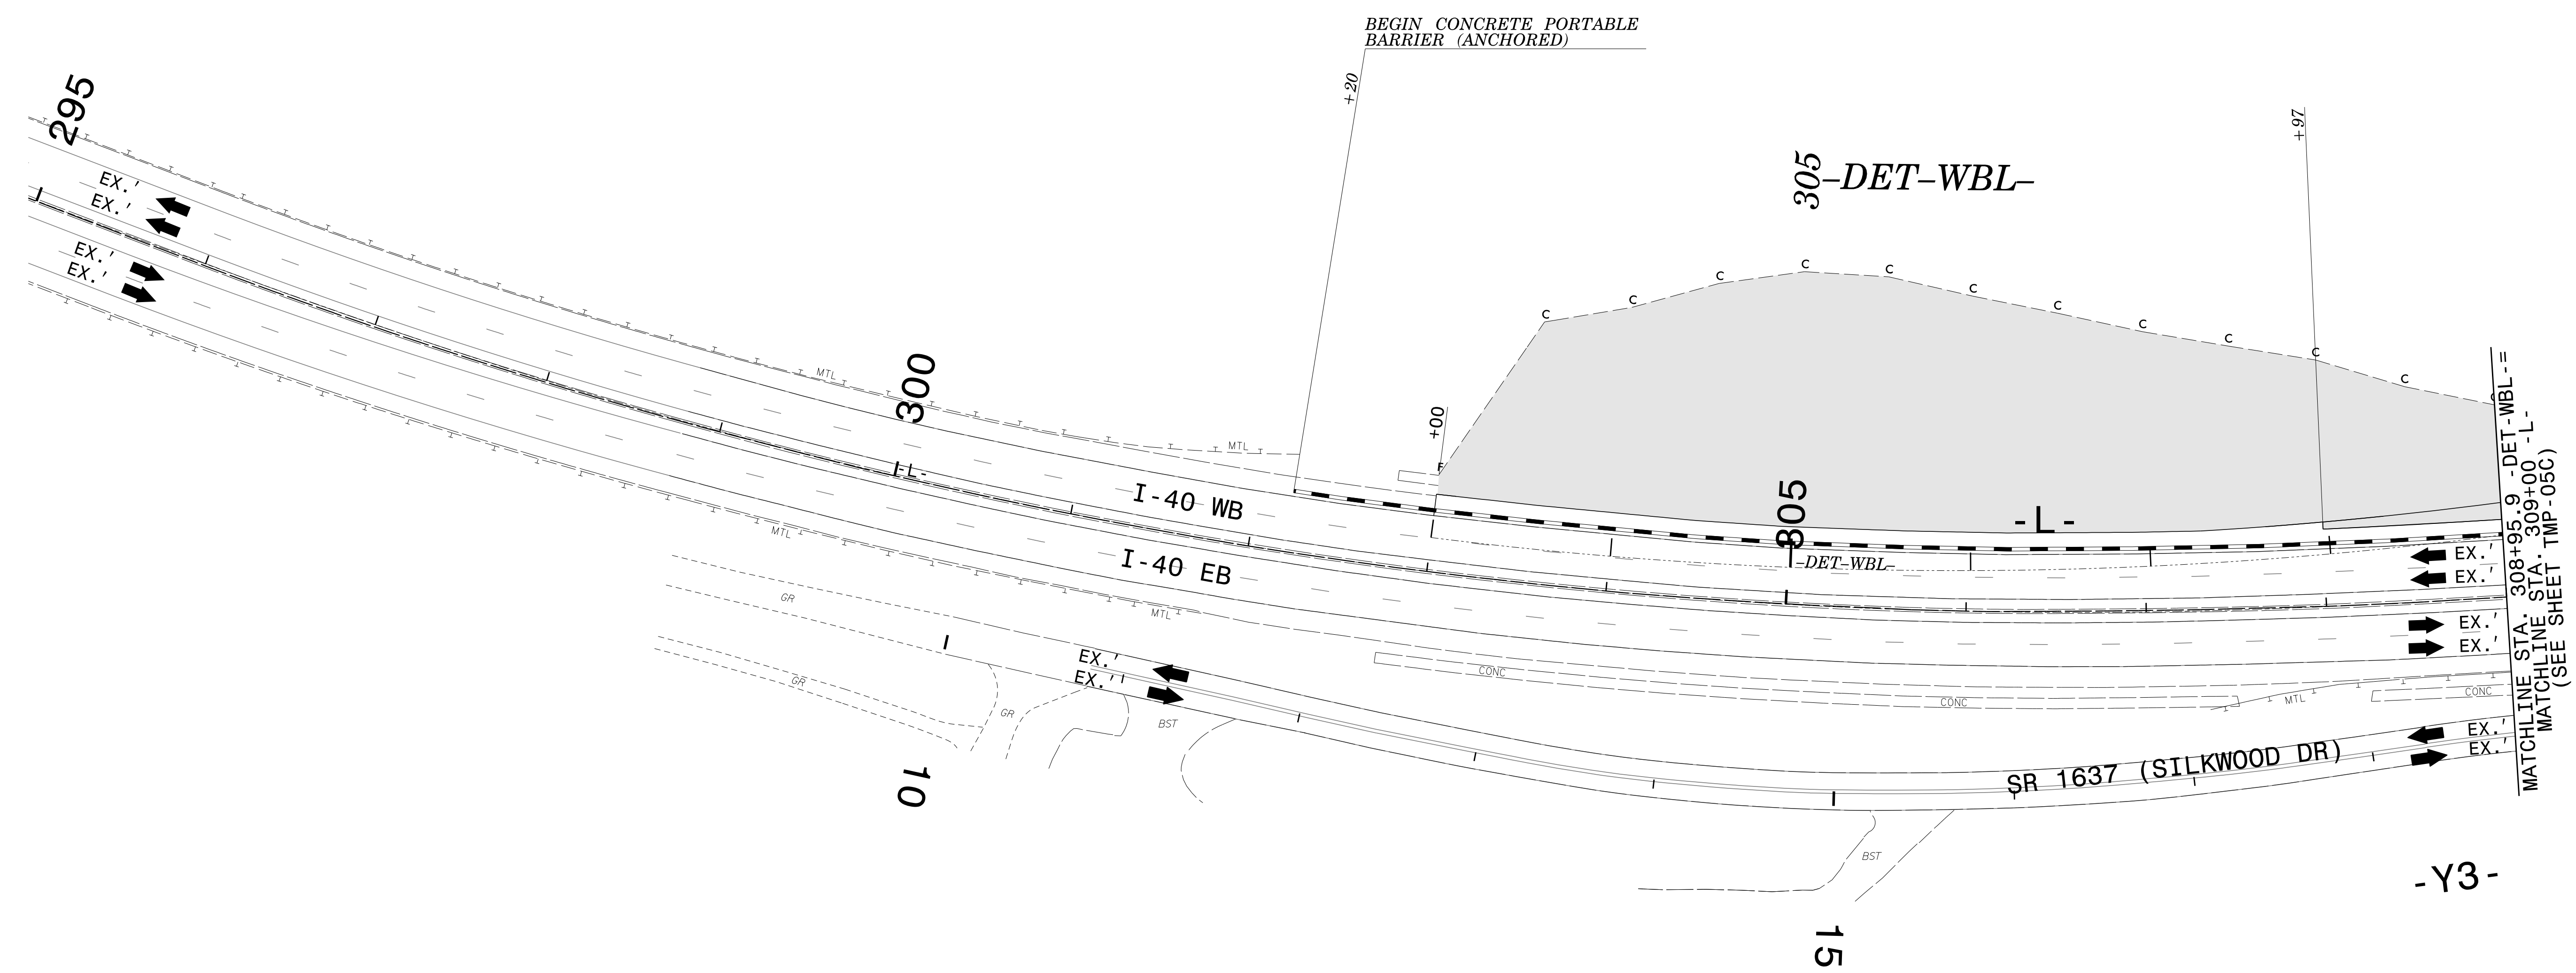 BEGIN CONCRETE PORTABLE
BARRIER (ANCHORED)
+20
295
+97
305
-DET-WBL-
EX.'
EX.'
EX.'
EX.'
C
C
C
C
C
C
C
C
C
C
C
MTL
300
+00
MTL
F
-L-
I-40 WB
805
-L-
-DET-WBL-
EX.'
EX.'
MTL
I-40 EB
GR
MTL
EX.'
EX.'
EX.'
EX.''
CONC
GR
GR
BST
CONC
MTL
CONC
EX.'
EX.'
SR 1637 (SILKWOOD DR)
10
BST
-Y3-
15
MATCHLINE STA. 308+95.9 -DET-WBL-=
MATCHLINE STA. 309+00 -L-
(SEE SHEET TMP-05C)